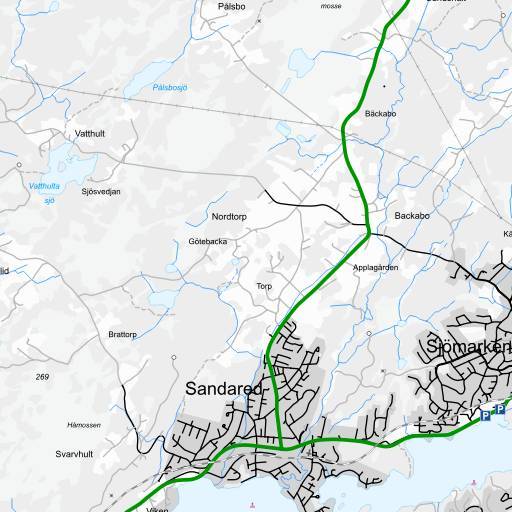 Pålsbo
mosse
Pålsbosjö
Bäckabo
Vatthult
Vatthulta
sjö
Sjösvedjan
Nordtorp
Backabo
Götebacka
Applagården
Torp
Brattorp
Sjömarken
269
Sandared
Håmossen
Svarvhult
P
P
Viken